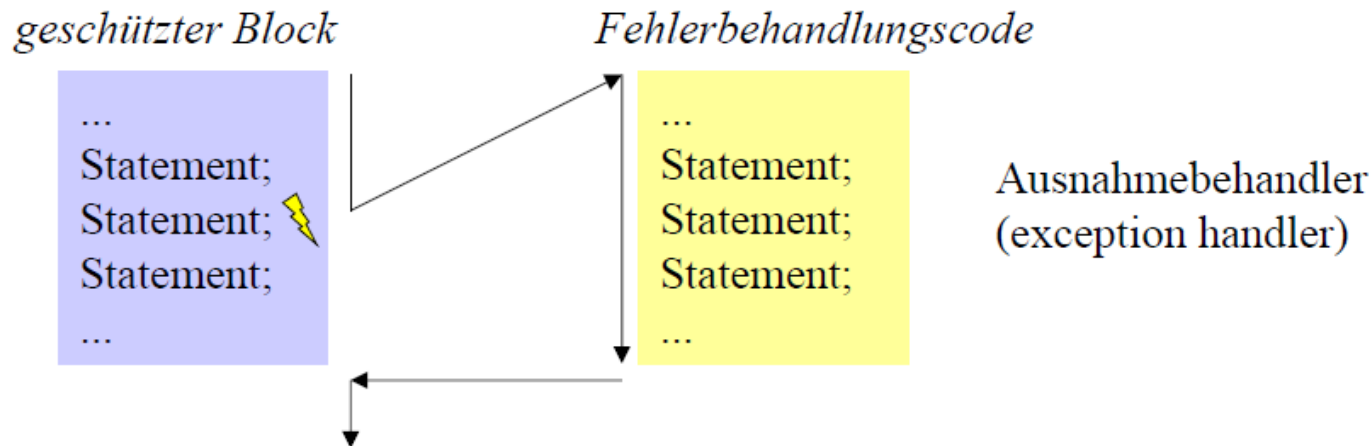 geschützter Block
Fehlerbehandlungscode
...
Statement;
Statement;
Statement;
...
...
Statement;
Statement;
Statement;
...
Ausnahmebehandler
(exception handler)